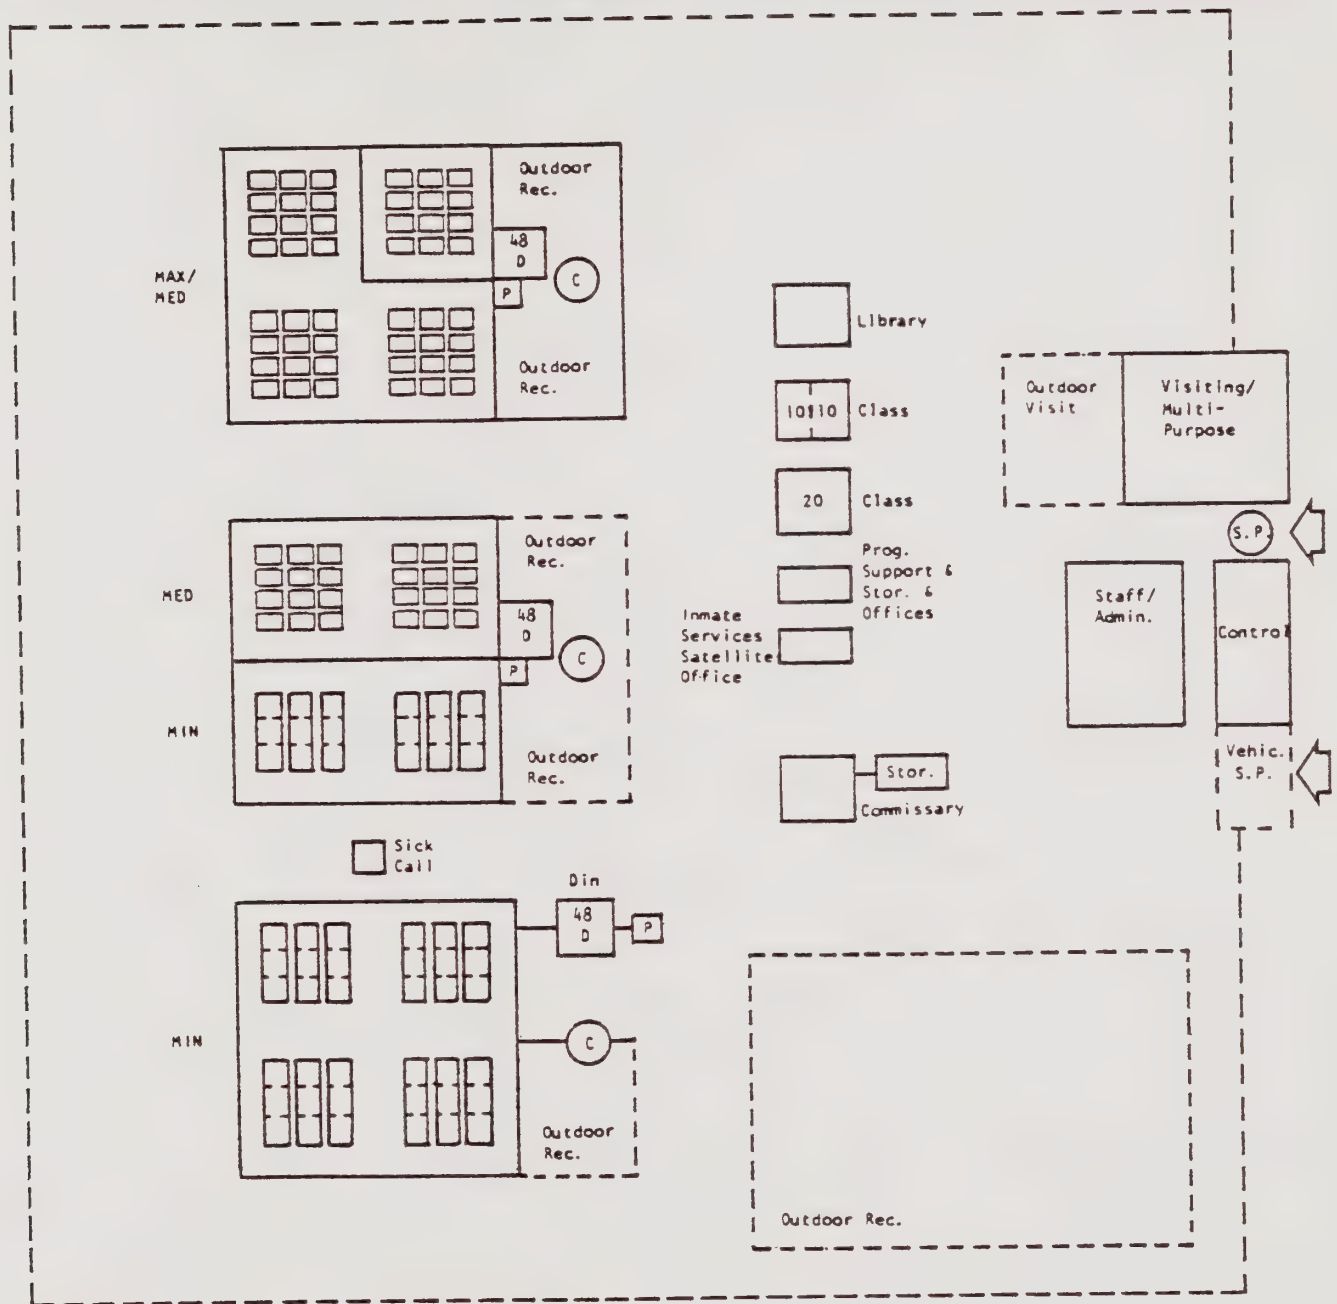 MAX/
MED
Outdoor
Rec.
48
D
P
C
Outdoor
Rec.
Library
10
10
Class
20
Class
Prog.
Support &
Stor. &
Offices
Inmate
Services
Satellite
Office
Stor.
Commissary
Outdoor
Visit
Visiting/
Multi-
Purpose
S.P.
Staff/
Admin.
Control
Vehic.
S.P.
MED
Outdoor
Rec.
48
D
P
C
MIN
Outdoor
Rec.
Sick
Call
Din
48
D
P
MIN
C
Outdoor
Rec.
Outdoor Rec.